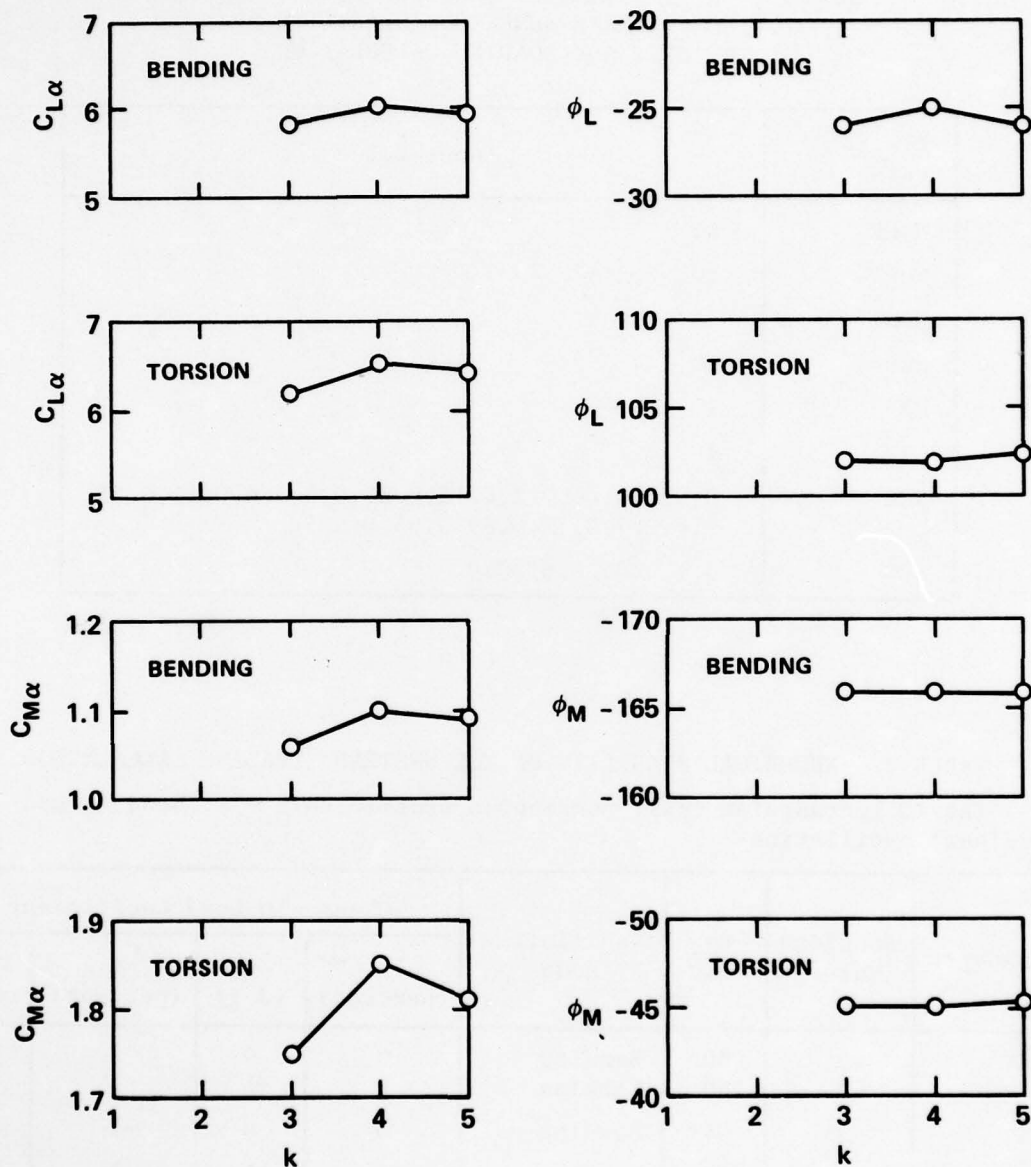 7
C_Lα 6
5
BENDING
-20
ϕ_L -25
-30
BENDING
7
C_Lα 6
5
TORSION
110
ϕ_L 105
100
TORSION
1.2
C_Mα 1.1
1.0
BENDING
-170
ϕ_M -165
-160
BENDING
1.9
C_Mα 1.8
1.7
TORSION
1 2 3 4 5
k
-50
ϕ_M -45
-40
TORSION
1 2 3 4 5
k